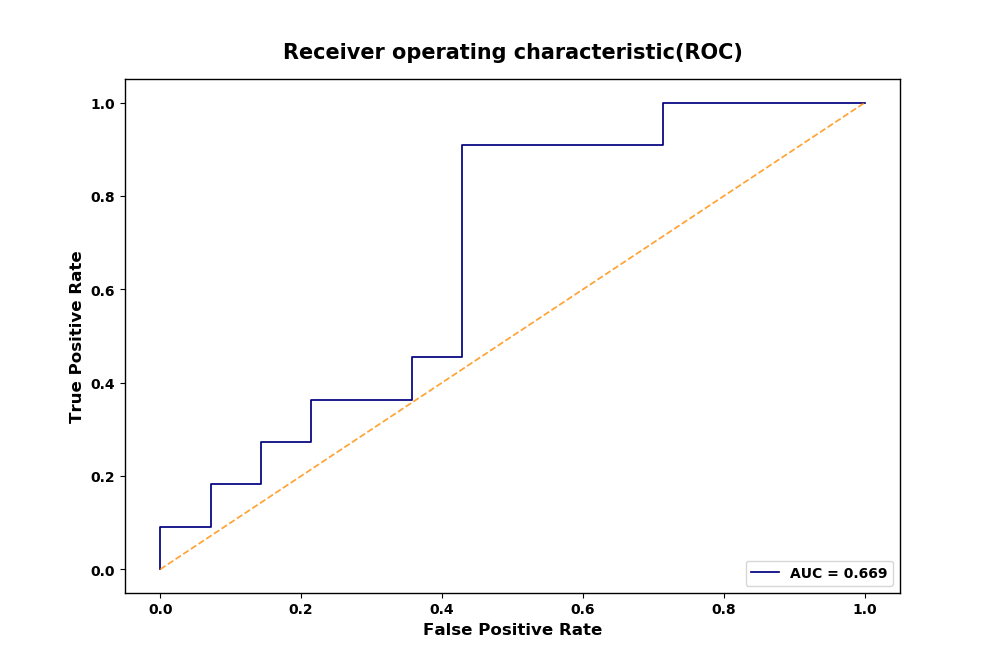 Receiver operating characteristic(ROC)
True Positive Rate
1.0
0.8
0.6
0.4
0.2
0.0
0.0 0.2 0.4 0.6 0.8 1.0
False Positive Rate
AUC = 0.669